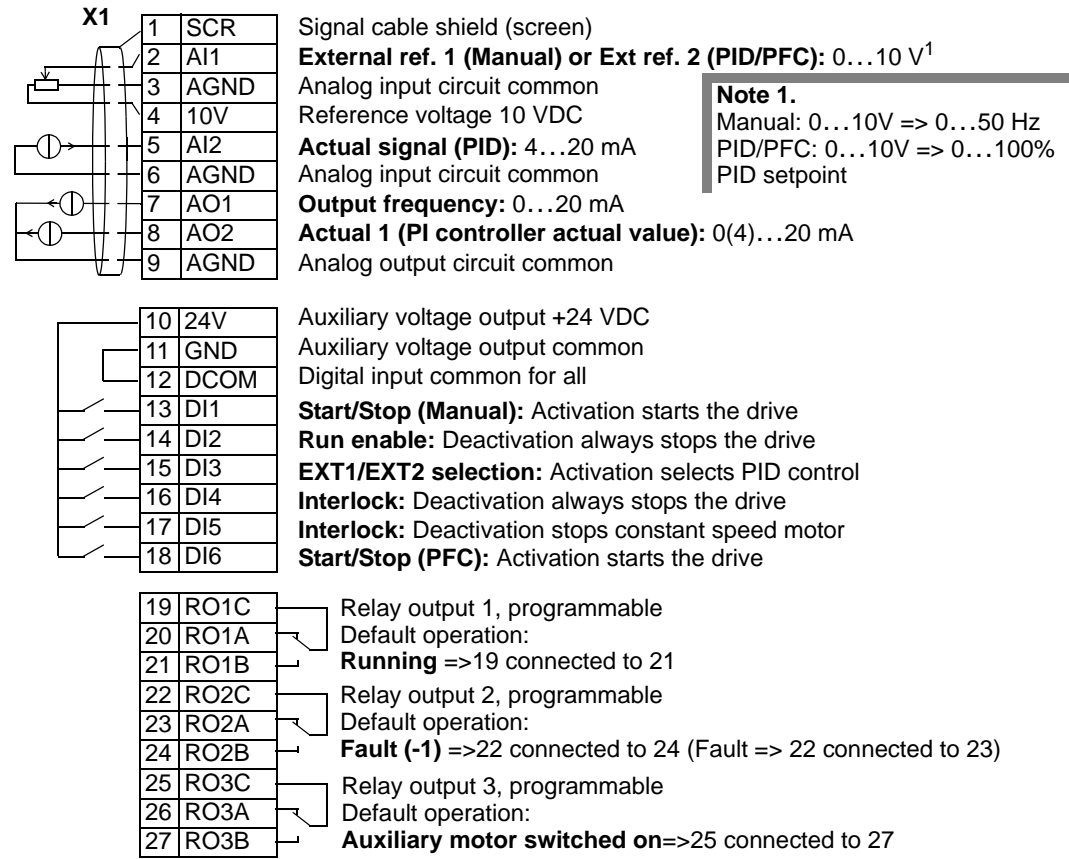 X1
1 SCR Signal cable shield (screen)
2 AI1 External ref. 1 (Manual) or Ext ref. 2 (PID/PFC): 0…10 V1
3 AGND Analog input circuit common
4 10V Reference voltage 10 VDC
5 AI2 Actual signal (PID): 4…20 mA
6 AGND Analog input circuit common
7 AO1 Output frequency: 0…20 mA
8 AO2 Actual 1 (PI controller actual value): 0(4)…20 mA
9 AGND Analog output circuit common
Note 1.
Manual: 0…10V => 0…50 Hz
PID/PFC: 0…10V => 0…100%
PID setpoint
10 24V Auxiliary voltage output +24 VDC
11 GND Auxiliary voltage output common
12 DCOM Digital input common for all
13 DI1 Start/Stop (Manual): Activation starts the drive
14 DI2 Run enable: Deactivation always stops the drive
15 DI3 EXT1/EXT2 selection: Activation selects PID control
16 DI4 Interlock: Deactivation always stops the drive
17 DI5 Interlock: Deactivation stops constant speed motor
18 DI6 Start/Stop (PFC): Activation starts the drive
19 RO1C Relay output 1, programmable
20 RO1A Default operation:
21 RO1B Running =>19 connected to 21
22 RO2C Relay output 2, programmable
23 RO2A Default operation:
24 RO2B Fault (-1) =>22 connected to 24 (Fault => 22 connected to 23)
25 RO3C Relay output 3, programmable
26 RO3A Default operation:
27 RO3B Auxiliary motor switched on=>25 connected to 27